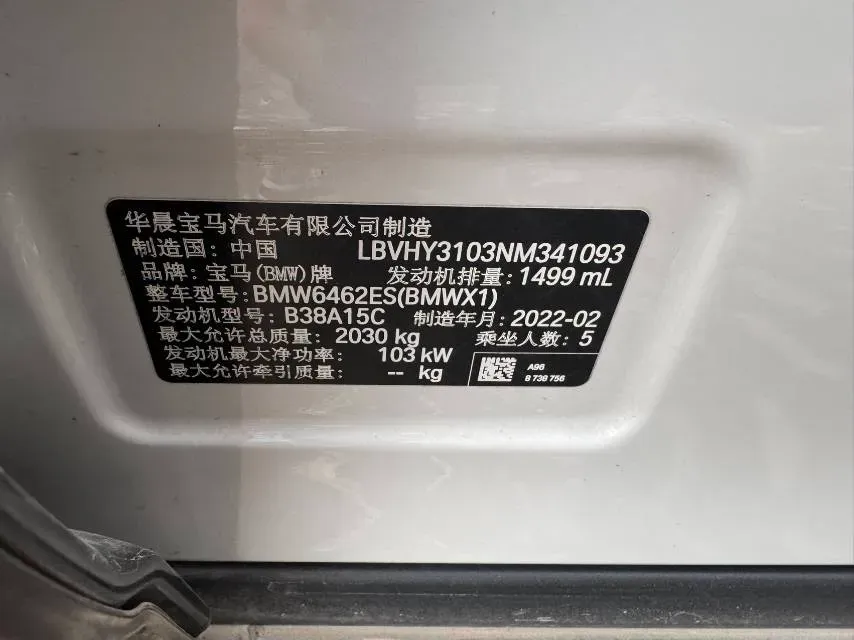 华晨宝马汽车有限公司制造
制造国: 中国 LBVHY3103NM341093
品牌: 宝马(BMW)牌 发动机排量: 1499 mL
整车型号: BMW6462ES(BMWX1)
发动机型号: B38A15C 制造年月: 2022-02
最大允许总质量: 2030 kg 乘坐人数: 5
发动机最大净功率: 103 kW
最大允许牵引质量: -- kg
A96
8 738 756